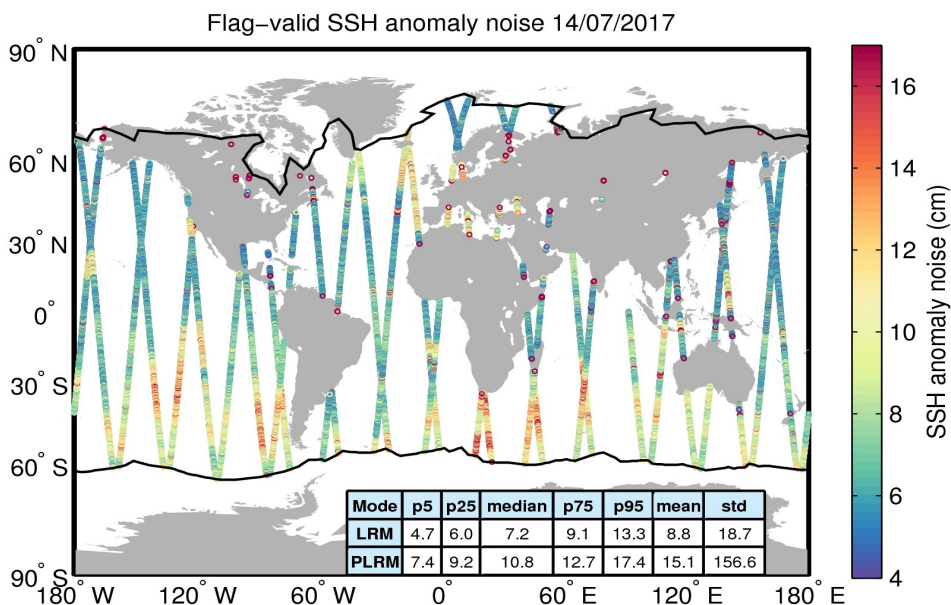 Flag−valid SSH anomaly noise 14/07/2017
90° N
60° N
30° N
0°
30° S
60° S
90° S
180° W
120° W
60° W
0°
60° E
120° E
180° E
16
14
12
10
8
6
4
SSH anomaly noise (cm)
Mode p5 p25 median p75 p95 mean std
LRM 4.7 6.0 7.2 9.1 13.3 8.8 18.7
PLRM 7.4 9.2 10.8 12.7 17.4 15.1 156.6